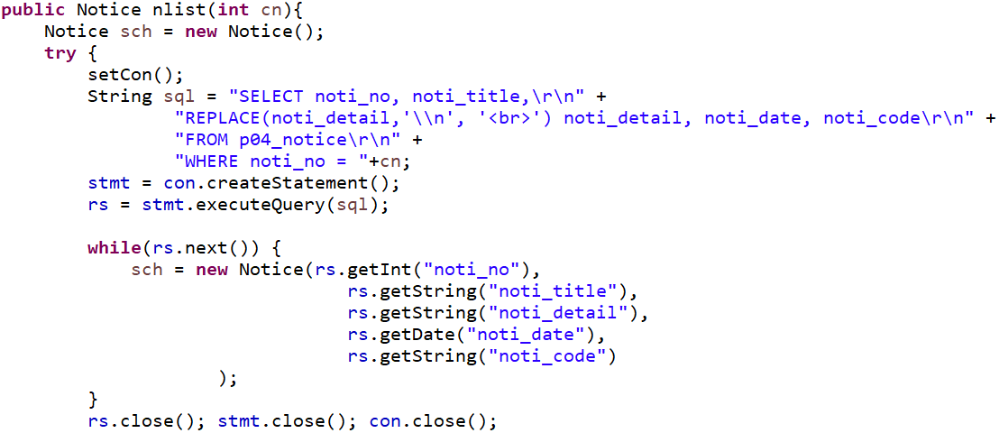 public Notice nlist(int cn){
    Notice sch = new Notice();
    try {
        setCon();
        String sql = "SELECT noti_no, noti_title,\r\n" +
                "REPLACE(noti_detail,'\\n', '<br>') noti_detail, noti_date, noti_code\r\n" +
                "FROM p04_notice\r\n" +
                "WHERE noti_no = "+cn;
        stmt = con.createStatement();
        rs = stmt.executeQuery(sql);

        while(rs.next()) {
            sch = new Notice(rs.getInt("noti_no"),
                                rs.getString("noti_title"),
                                rs.getString("noti_detail"),
                                rs.getDate("noti_date"),
                                rs.getString("noti_code")
                    );
        }
        rs.close(); stmt.close(); con.close();